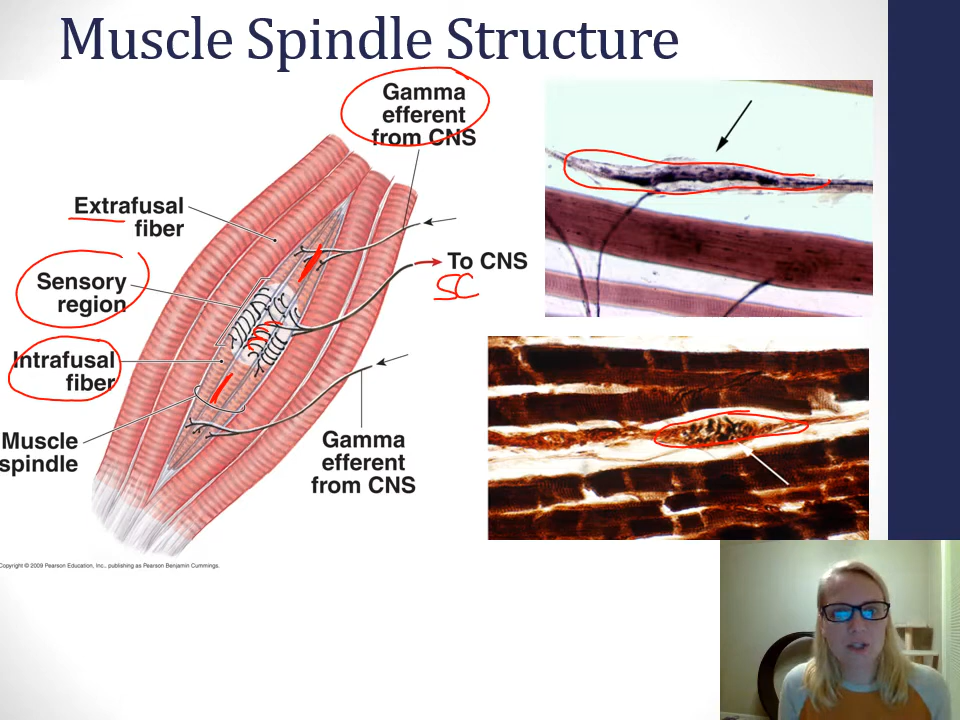 Muscle Spindle Structure
Gamma
efferent
from CNS
Extrafusal
fiber
To CNS
SC
Sensory
region
Intrafusal
fiber
Muscle
spindle
Gamma
efferent
from CNS
Copyright © 2009 Pearson Education, Inc., publishing as Pearson Benjamin Cummings.